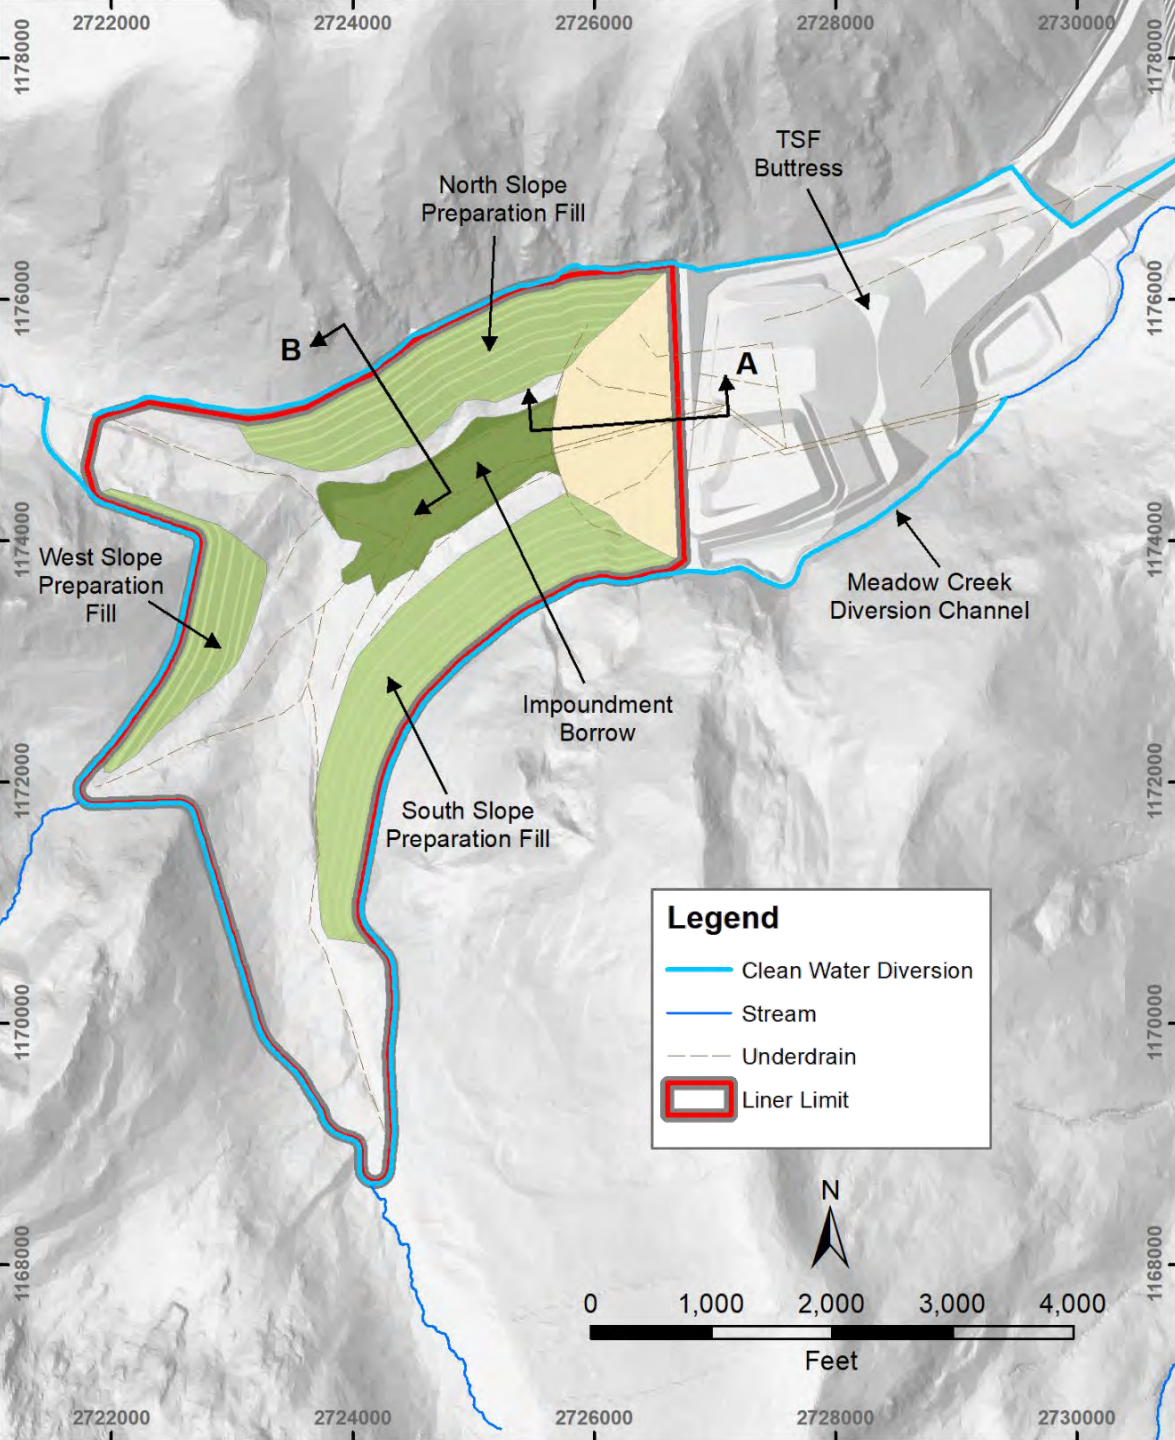 2722000
2724000
2726000
2728000
2730000
1178000
1178000
TSF
Buttress
North Slope
Preparation Fill
1176000
1176000
B
A
1174000
1174000
West Slope
Preparation
Fill
Meadow Creek
Diversion Channel
Impoundment
Borrow
1172000
1172000
South Slope
Preparation Fill
Legend
Clean Water Diversion
Stream
Underdrain
Liner Limit
1170000
1170000
N
1168000
1168000
0 1,000 2,000 3,000 4,000
Feet
2722000
2724000
2726000
2728000
2730000